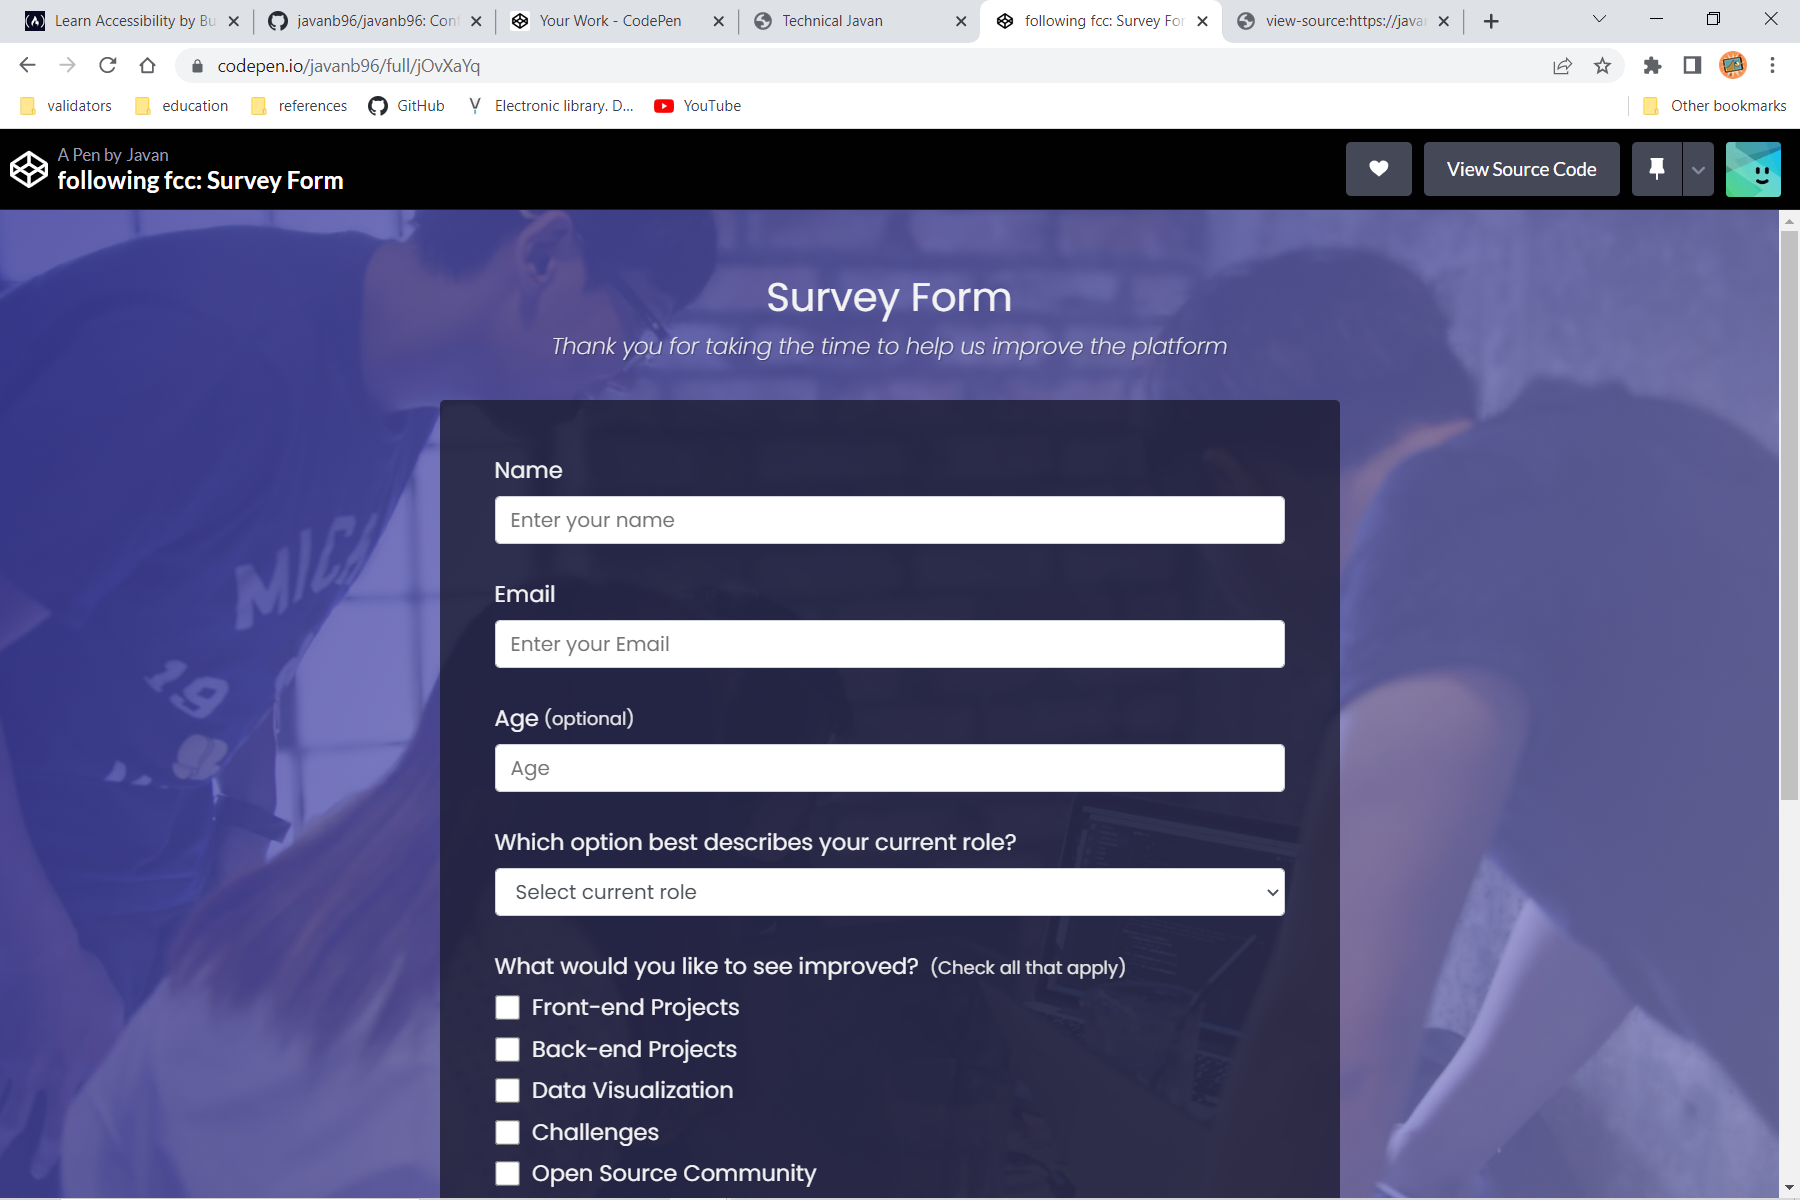 Learn Accessibility by Bu
javanb96/javanb96: Conf
Your Work - CodePen
Technical Javan
following fcc: Survey For
view-source:https://java
codepen.io/javanb96/full/jOvXaYq
validators
education
references
GitHub
Electronic library. D...
YouTube
Other bookmarks
A Pen by Javan
following fcc: Survey Form
View Source Code
Survey Form
Thank you for taking the time to help us improve the platform
MICH
19
Name
Enter your name
Email
Enter your Email
Age (optional)
Age
Which option best describes your current role?
Select current role
What would you like to see improved? (Check all that apply)
Front-end Projects
Back-end Projects
Data Visualization
Challenges
Open Source Community